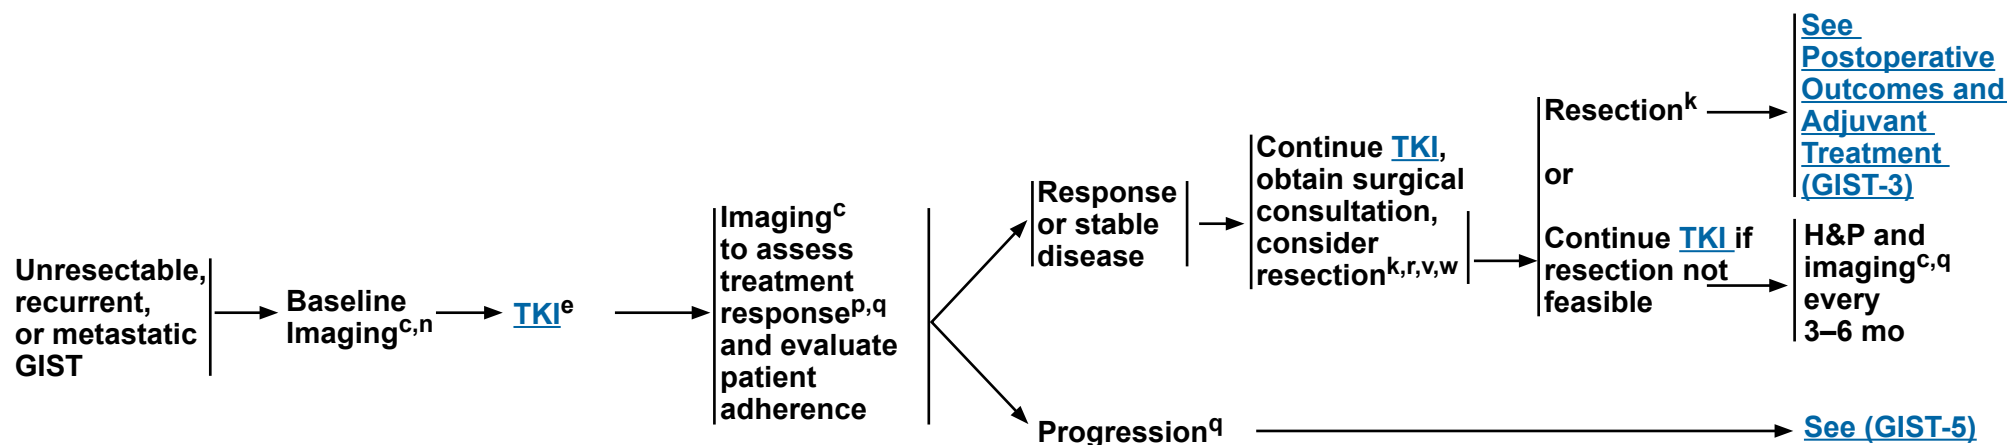 Unresectable,
recurrent,
or metastatic
GIST
Baseline
Imagingc,n
TKIe
Imagingc
to assess
treatment
responsep,q
and evaluate
patient
adherence
Response
or stable
disease
Continue TKI,
obtain surgical
consultation,
consider
resectionk,r,v,w
Resectionk
or
Continue TKI if
resection not
feasible
See
Postoperative
Outcomes and
Adjuvant
Treatment
(GIST-3)
H&P and
imagingc,q
every
3–6 mo
Progressionq
See (GIST-5)